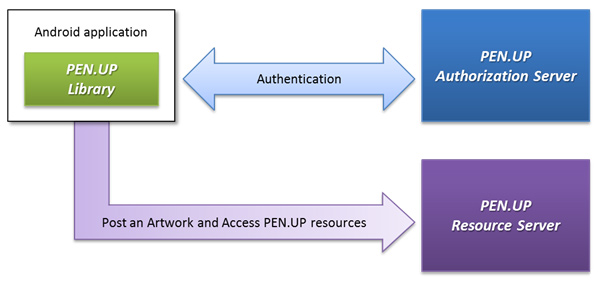 Android application
PEN.UP
Library
Authentication
PEN.UP
Authorization Server
Post an Artwork and Access PEN.UP resources
PEN.UP
Resource Server